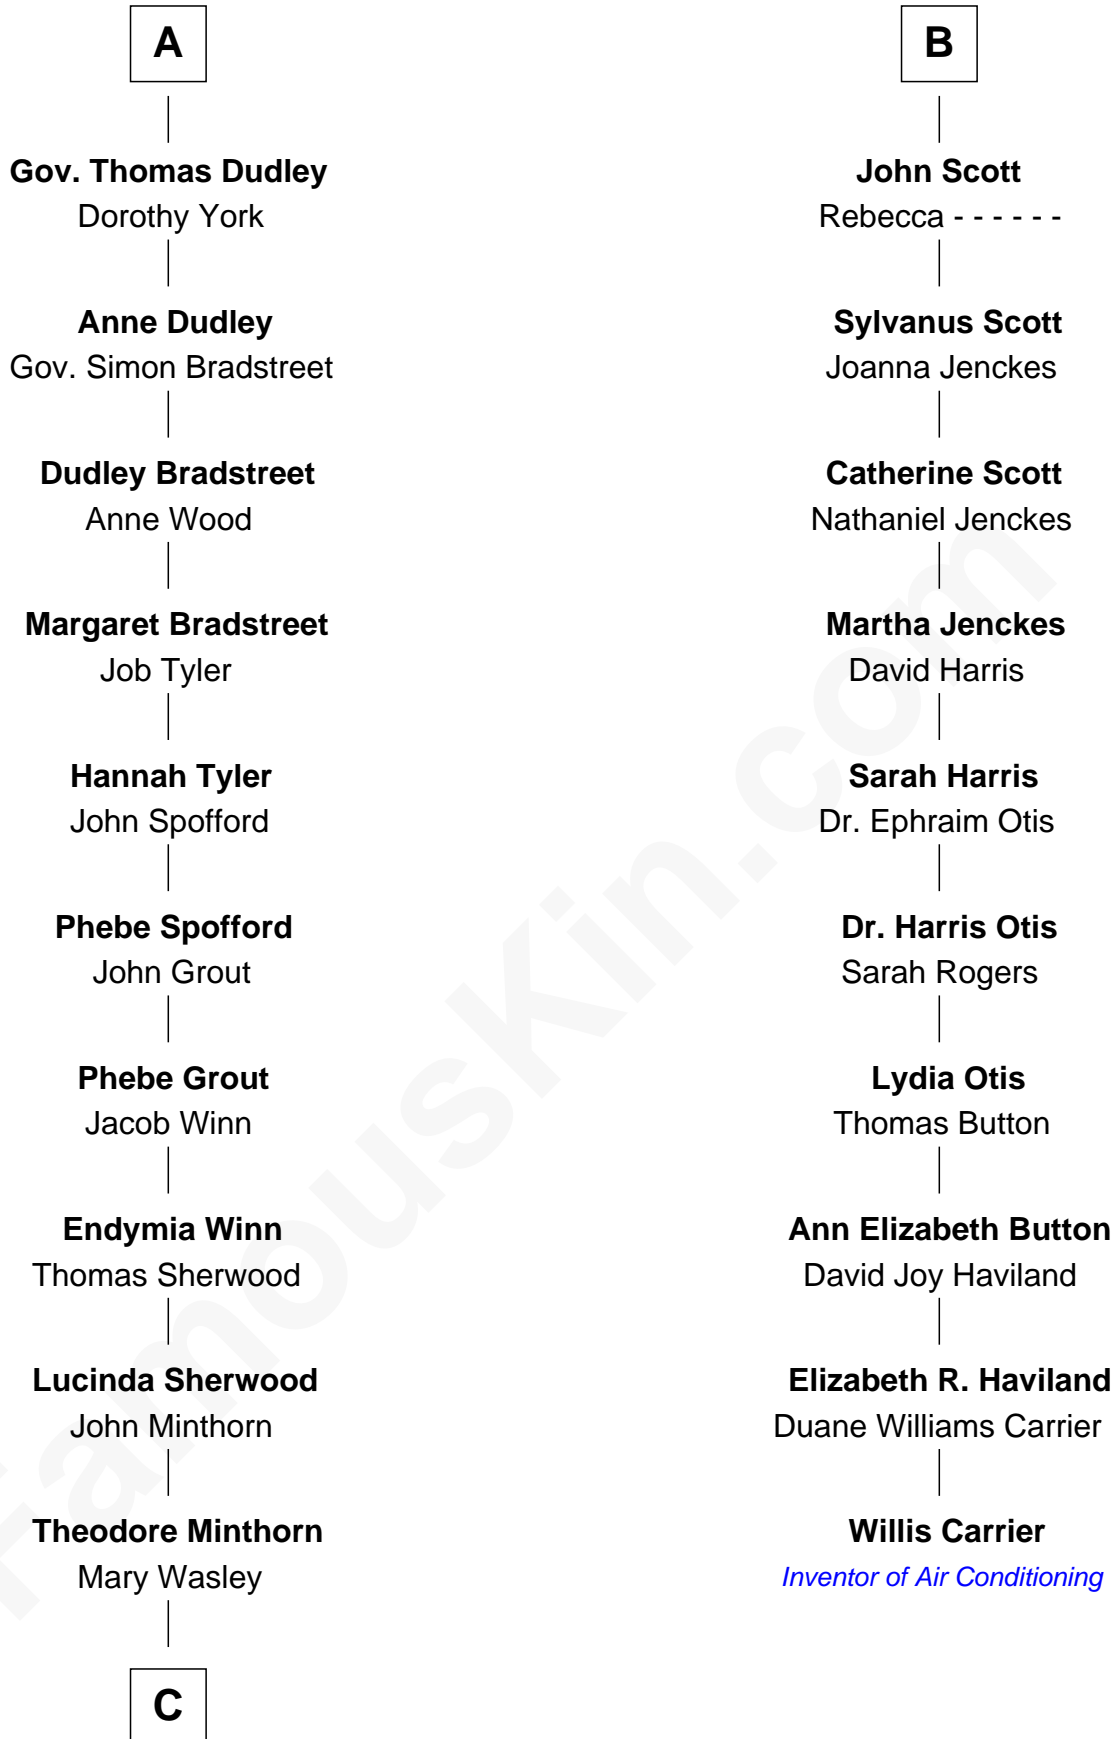 A
Gov. Thomas Dudley
Dorothy York
Anne Dudley
Gov. Simon Bradstreet
Dudley Bradstreet
Anne Wood
Margaret Bradstreet
Job Tyler
Hannah Tyler
John Spofford
Phebe Spofford
John Grout
Phebe Grout
Jacob Winn
Endymia Winn
Thomas Sherwood
Lucinda Sherwood
John Minthorn
Theodore Minthorn
Mary Wasley
C
B
John Scott
Rebecca - - - - - -
Sylvanus Scott
Joanna Jenckes
Catherine Scott
Nathaniel Jenckes
Martha Jenckes
David Harris
Sarah Harris
Dr. Ephraim Otis
Dr. Harris Otis
Sarah Rogers
Lydia Otis
Thomas Button
Ann Elizabeth Button
David Joy Haviland
Elizabeth R. Haviland
Duane Williams Carrier
Willis Carrier
Inventor of Air Conditioning
FamousKin.com